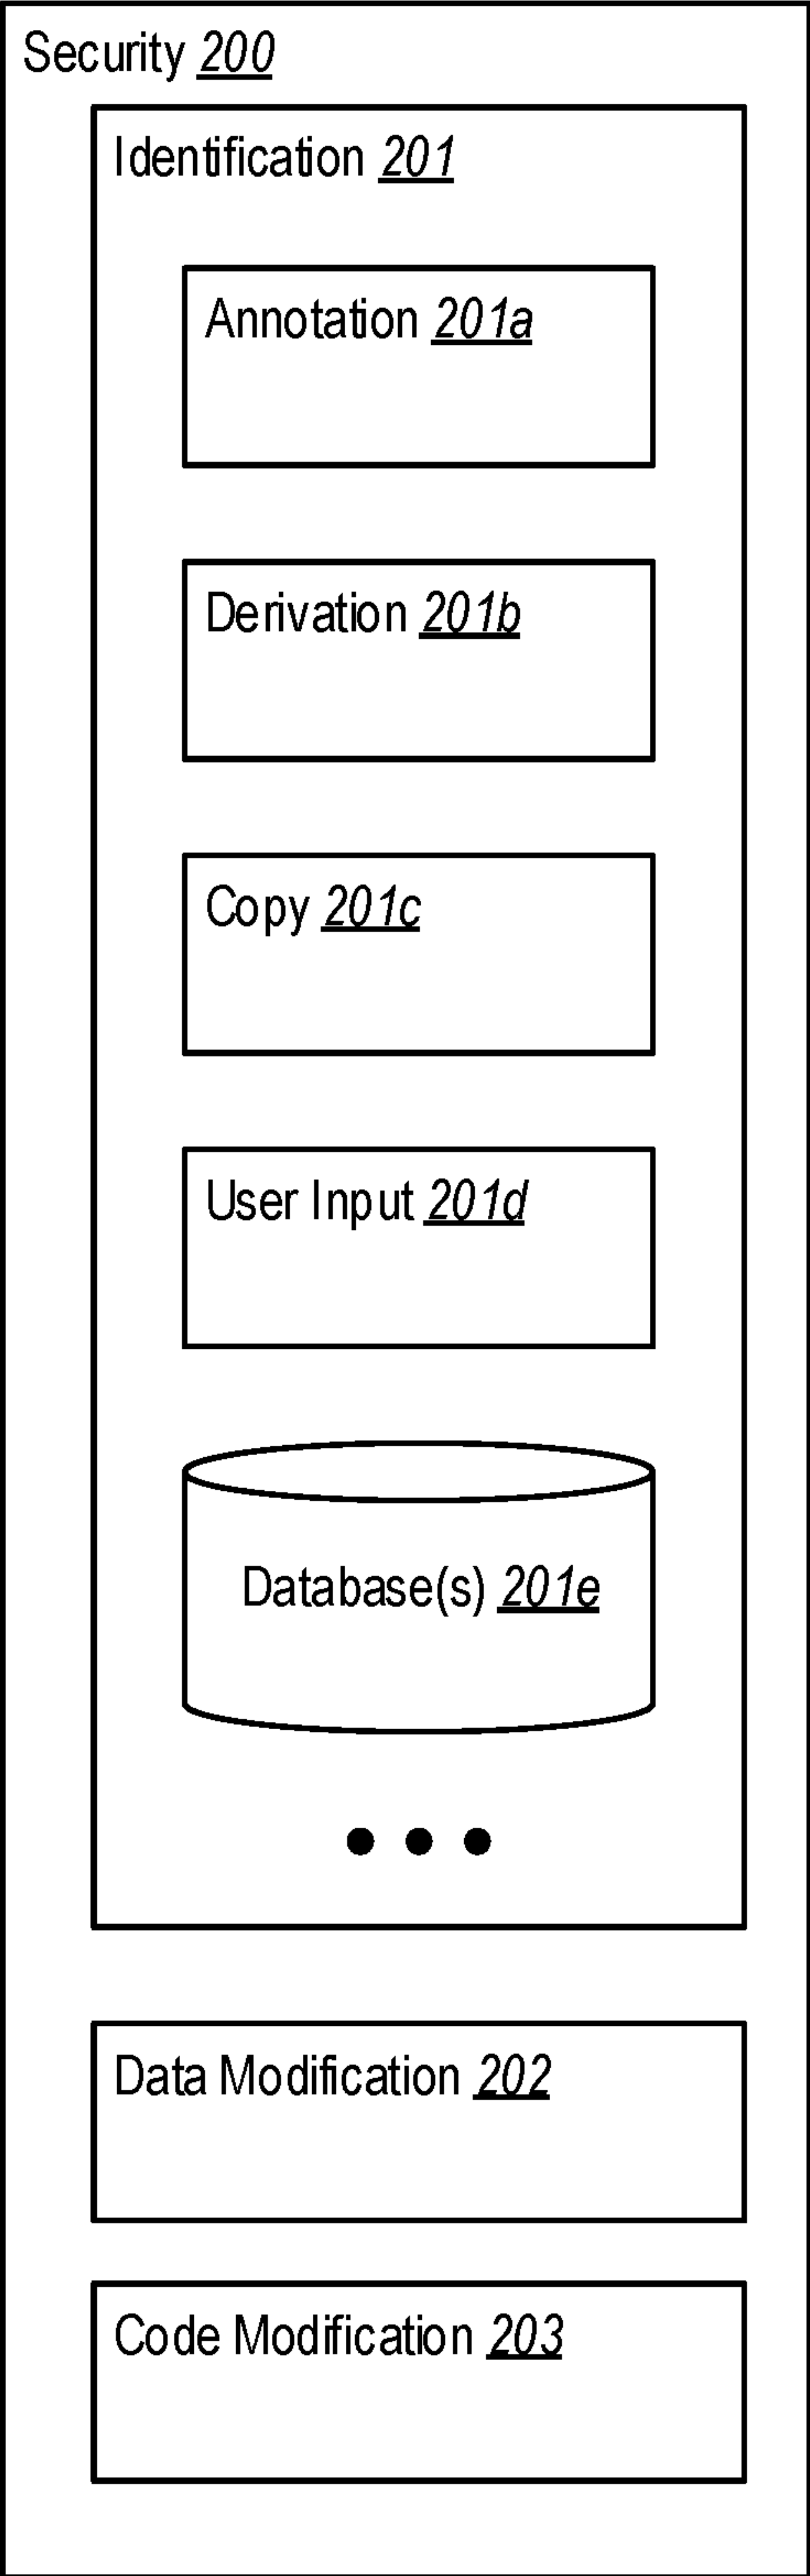 Security 200
Identification 201
Annotation 201a
Derivation 201b
Copy 201c
User Input 201d
Database(s) 201e
Data Modification 202
Code Modification 203